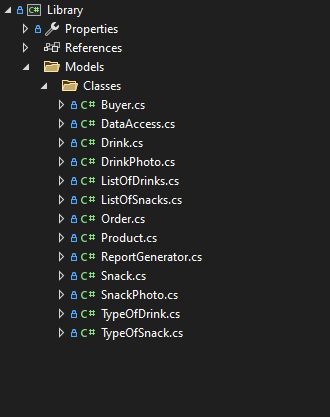 C# Library
Properties
References
Models
Classes
C# Buyer.cs
C# DataAccess.cs
C# Drink.cs
C# DrinkPhoto.cs
C# ListOfDrinks.cs
C# ListOfSnacks.cs
C# Order.cs
C# Product.cs
C# ReportGenerator.cs
C# Snack.cs
C# SnackPhoto.cs
C# TypeOfDrink.cs
C# TypeOfSnack.cs